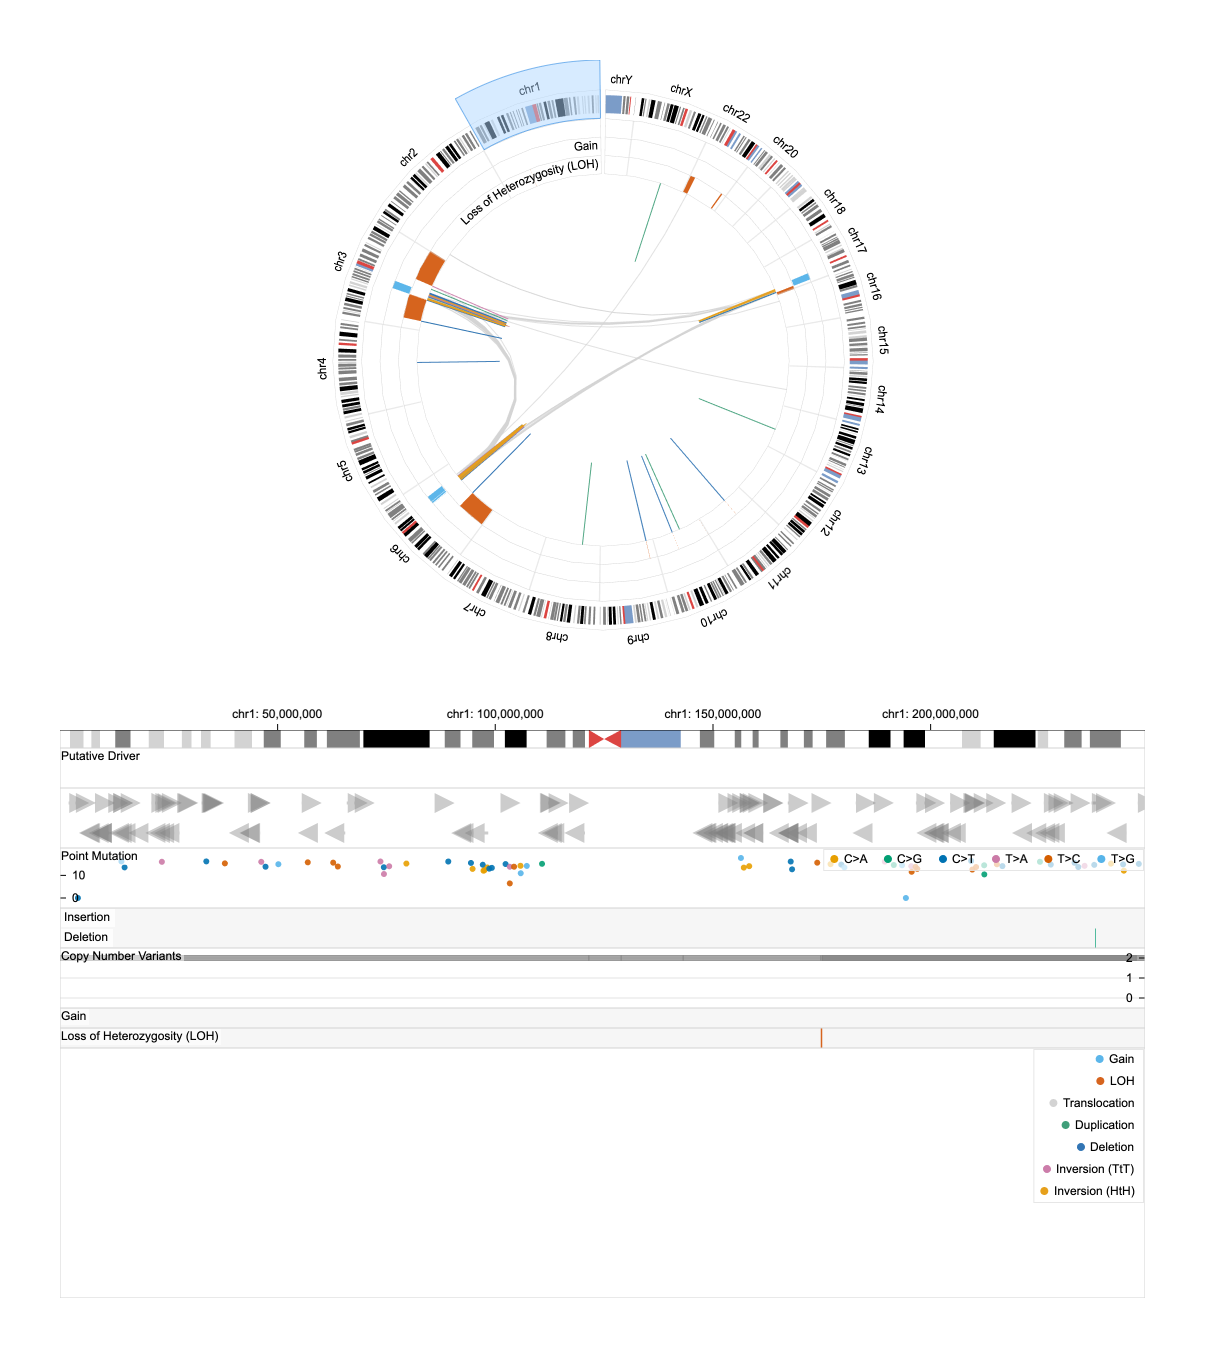 chrY
chrX
chr22
chr20
chr18
chr17
chr16
chr15
chr14
chr13
chr12
chr11
chr10
chr9
chr8
chr7
chr6
chr5
chr4
chr3
chr2
chr1
Gain
Loss of Heterozygosity (LOH)
chr1: 50,000,000
chr1: 100,000,000
chr1: 150,000,000
chr1: 200,000,000
Putative Driver
Point Mutation
C>A
C>G
C>T
T>A
T>C
T>G
10
0
Insertion
Deletion
Copy Number Variants
2
1
0
Gain
Loss of Heterozygosity (LOH)
Gain
LOH
Translocation
Duplication
Deletion
Inversion (TtT)
Inversion (HtH)